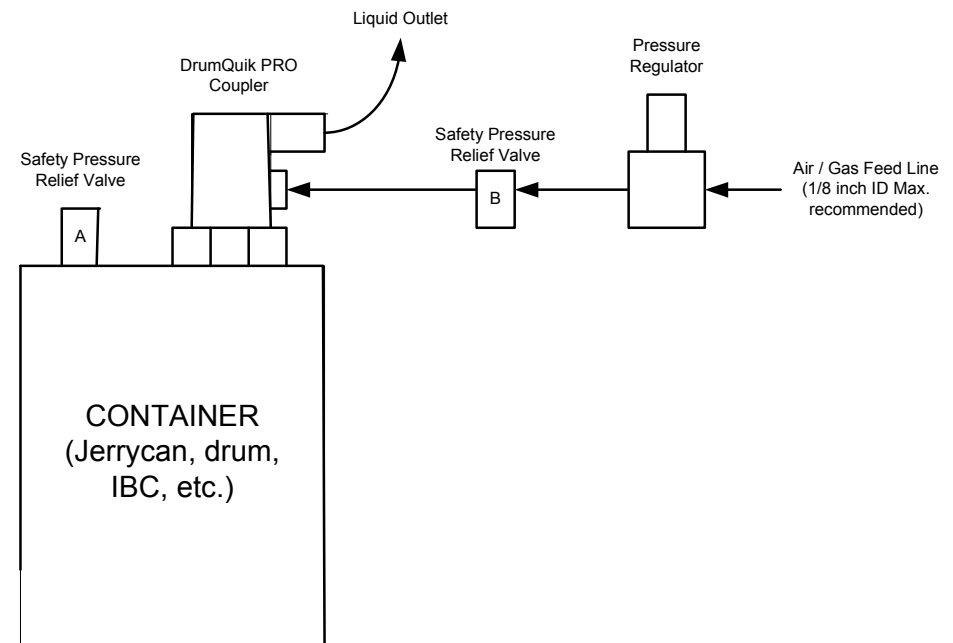 Liquid Outlet
DrumQuik PRO
Coupler
Pressure
Regulator
Safety Pressure
Relief Valve
Safety Pressure
Relief Valve
Air / Gas Feed Line
(1/8 inch ID Max.
recommended)
A
B
CONTAINER
(Jerrycan, drum,
IBC, etc.)